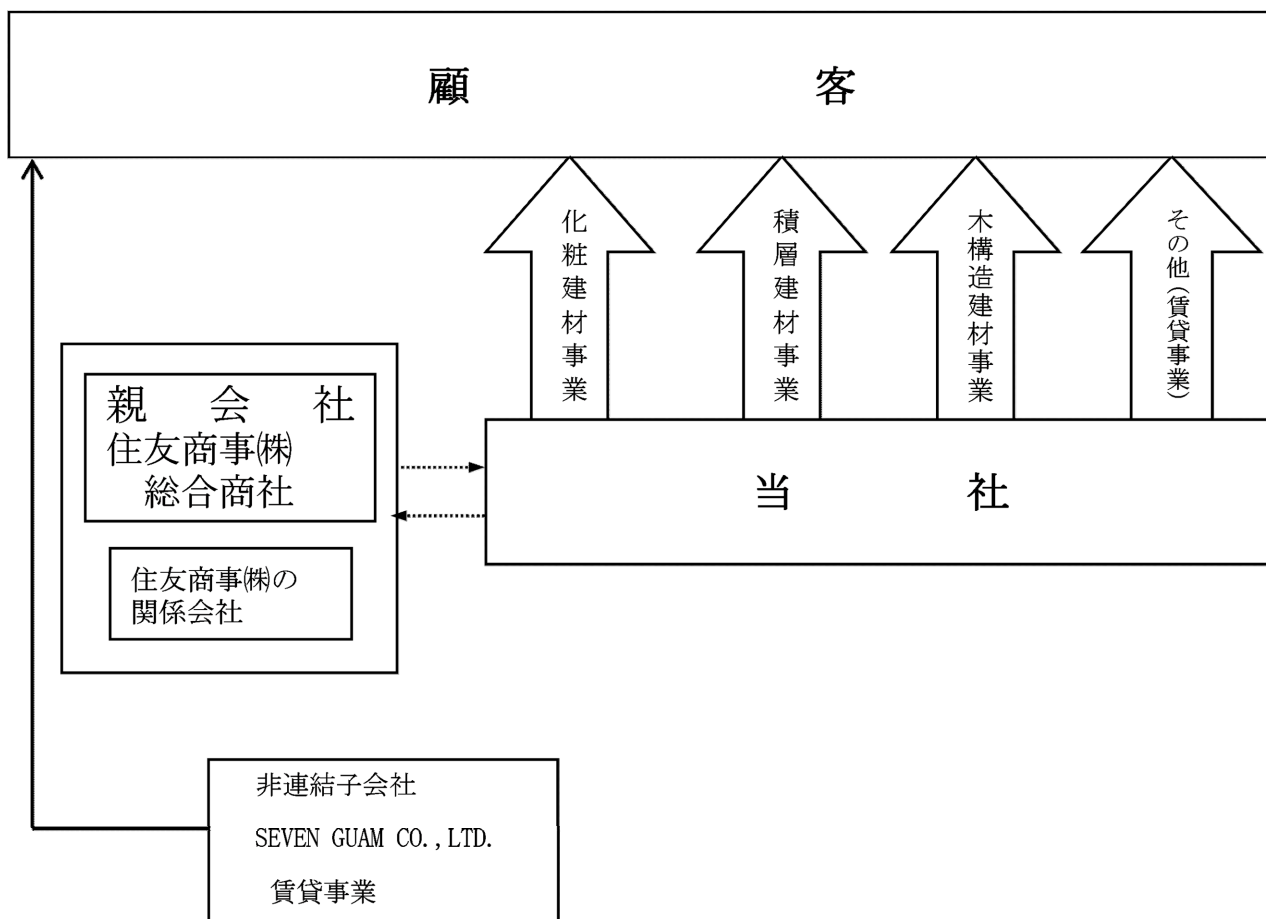 顧客
化粧建材事業
積層建材事業
木構造建材事業
その他(賃貸事業)
親会社
住友商事㈱
総合商社
住友商事㈱の
関係会社
当社
非連結子会社
SEVEN GUAM CO.,LTD.
賃貸事業